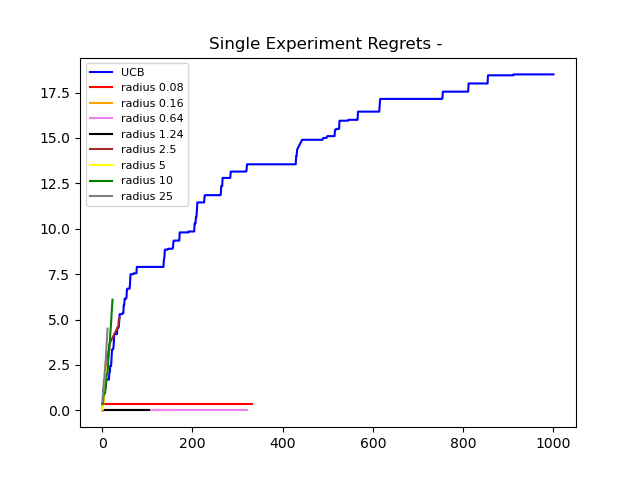 Single Experiment Regrets -
UCB
radius 0.08
radius 0.16
radius 0.64
radius 1.24
radius 2.5
radius 5
radius 10
radius 25
17.5
15.0
12.5
10.0
7.5
5.0
2.5
0.0
0 200 400 600 800 1000